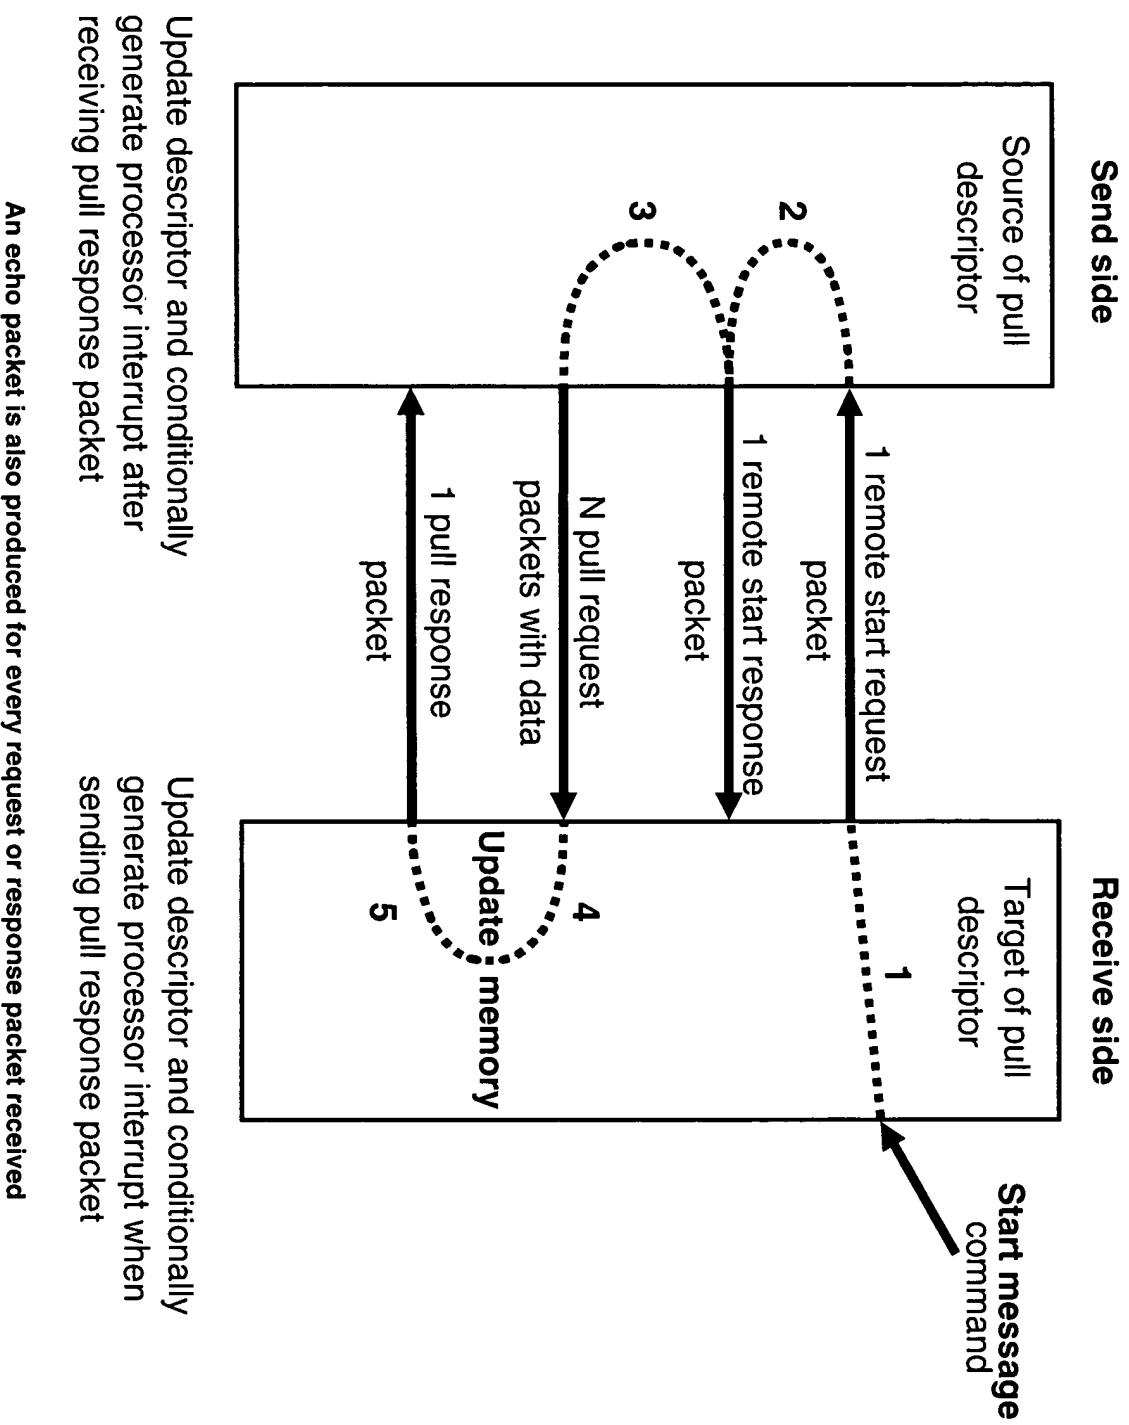 Send side
Receive side
Source of pull
descriptor
Target of pull
descriptor
Start message
command
1
1 remote start request
packet
2
1 remote start response
packet
3
N pull request
packets with data
4
Update memory
5
1 pull response
packet
Update descriptor and conditionally
generate processor interrupt after
receiving pull response packet
Update descriptor and conditionally
generate processor interrupt when
sending pull response packet
An echo packet is also produced for every request or response packet received